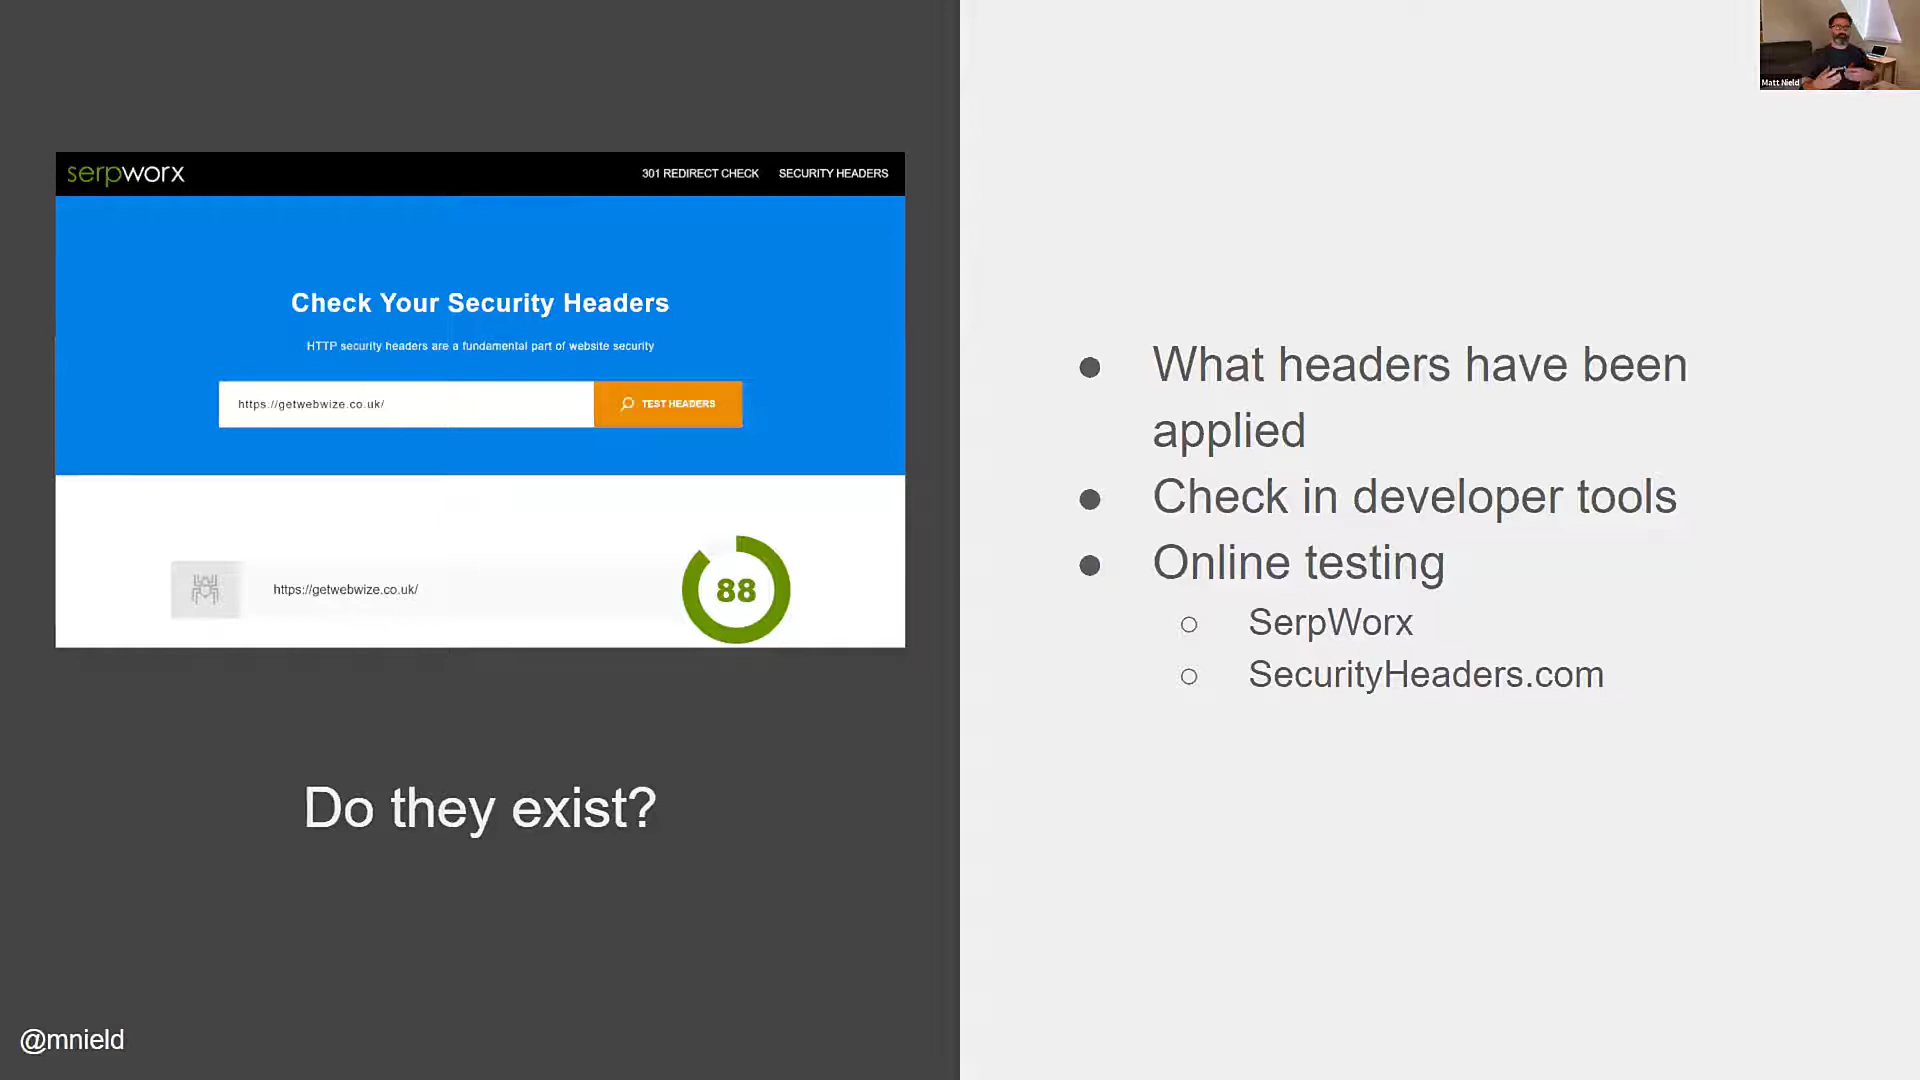 serpworx
301 REDIRECT CHECK SECURITY HEADERS
Check Your Security Headers
HTTP security headers are a fundamental part of website security
https://getwebwize.co.uk/
TEST HEADERS
https://getwebwize.co.uk/
88
Do they exist?
@mnield
● What headers have been
applied
● Check in developer tools
● Online testing
○ SerpWorx
○ SecurityHeaders.com
Matt Nield